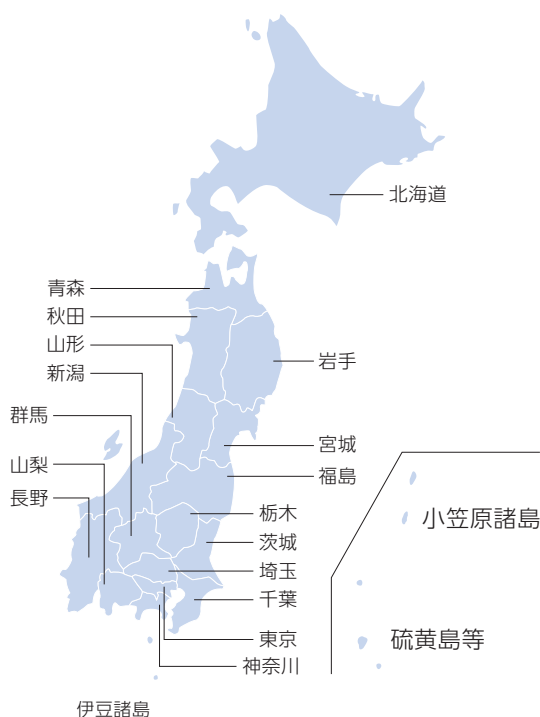 北海道
青森
秋田
山形
新潟
岩手
群馬
宮城
山梨
福島
長野
栃木
小笠原諸島
茨城
埼玉
千葉
東京
硫黄島等
神奈川
伊豆諸島